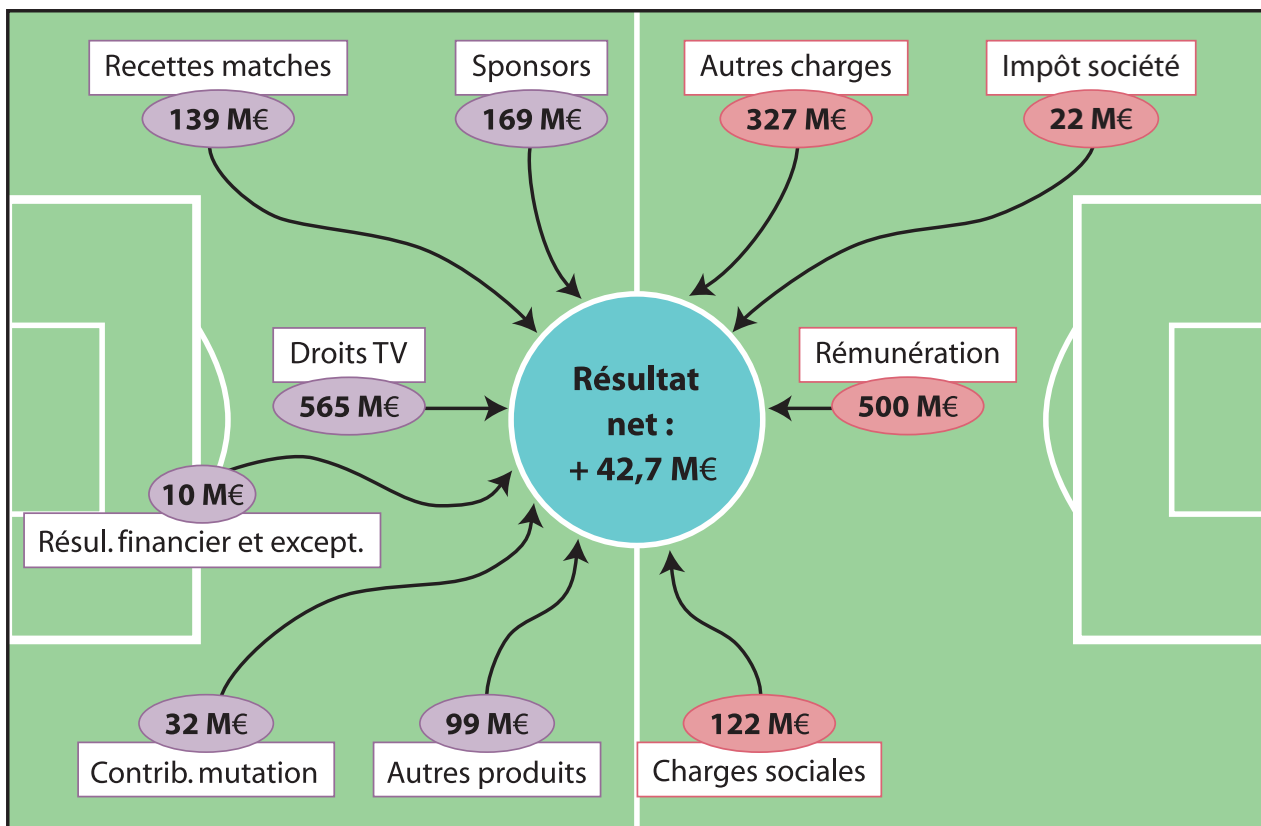 Recettes matches
139 M€
Sponsors
169 M€
Autres charges
327 M€
Impôt société
22 M€
Droits TV
565 M€
Résultat
net :
+ 42,7 M€
Rémunération
500 M€
10 M€
Résul. financier et except.
32 M€
Contrib. mutation
99 M€
Autres produits
122 M€
Charges sociales